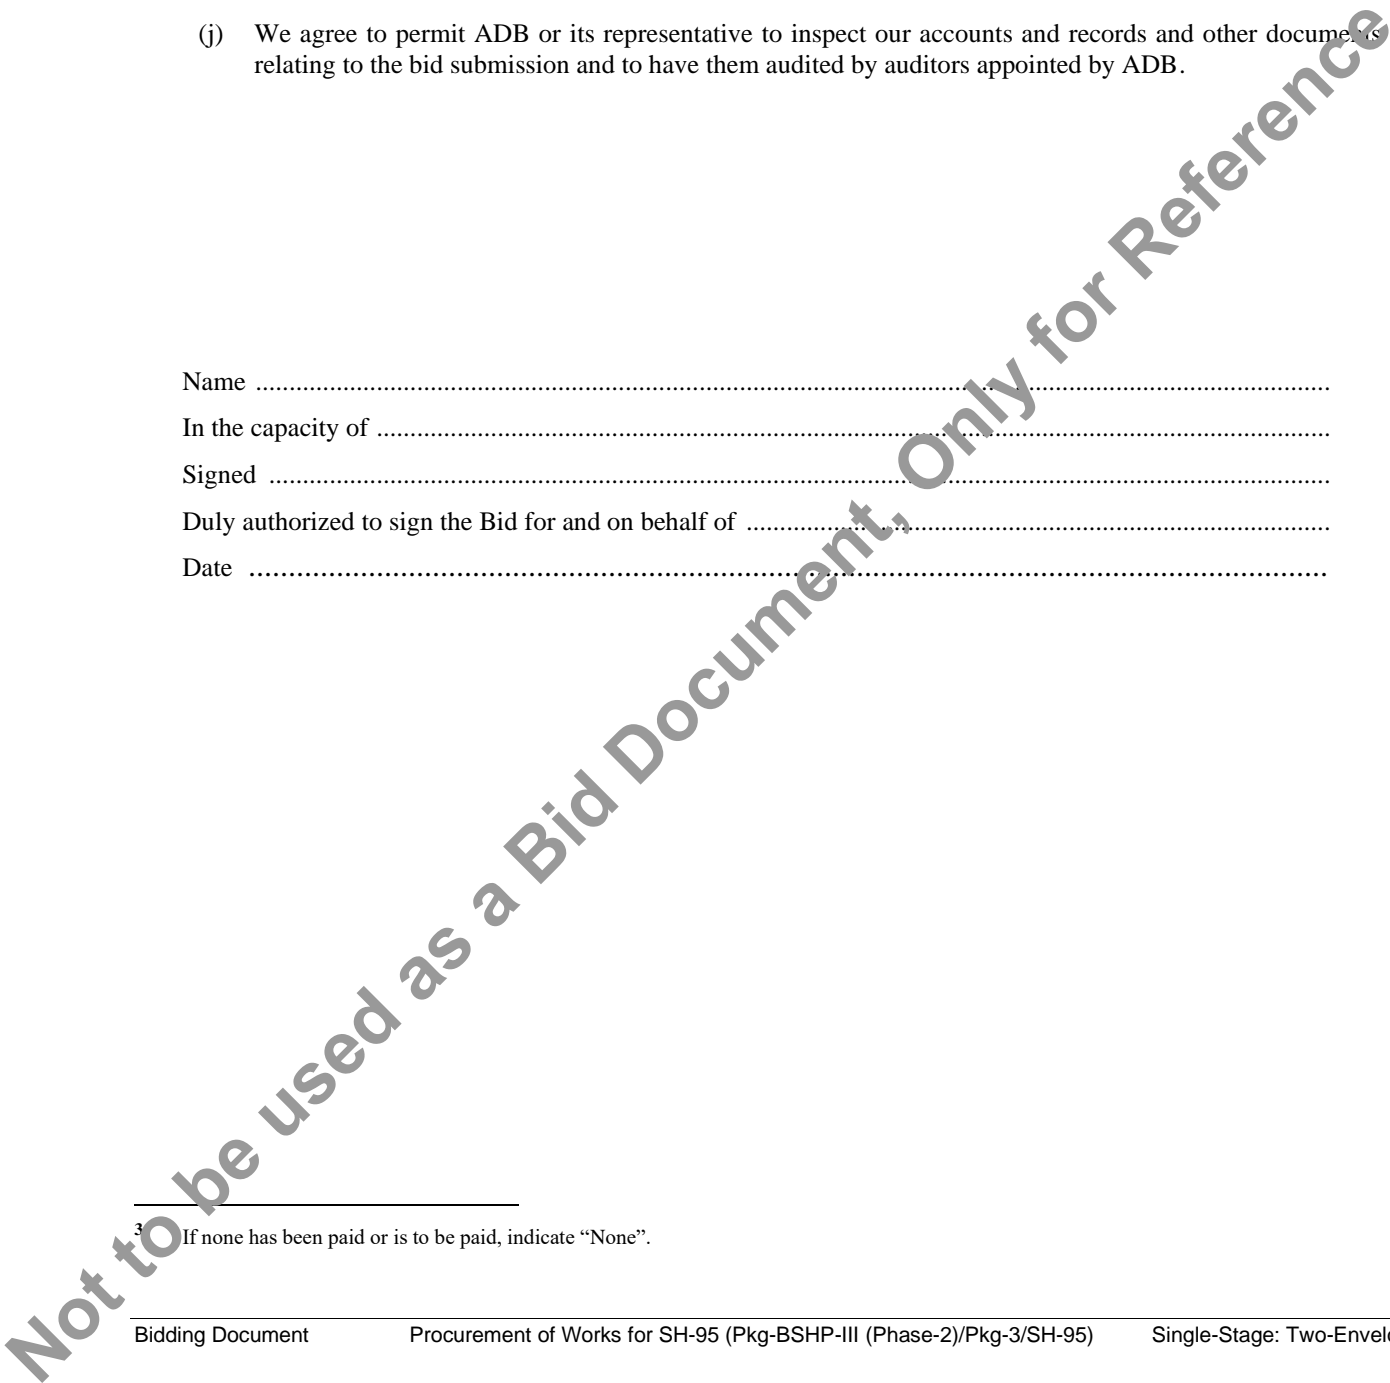 (j) We agree to permit ADB or its representative to inspect our accounts and records and other documents
relating to the bid submission and to have them audited by auditors appointed by ADB.
Name ....................
In the capacity of ....................
Signed ....................
Duly authorized to sign the Bid for and on behalf of ....................
Date ....................
Not to be used as a Bid Document, Only for Reference
3 If none has been paid or is to be paid, indicate “None”.
Bidding Document Procurement of Works for SH-95 (Pkg-BSHP-III (Phase-2)/Pkg-3/SH-95) Single-Stage: